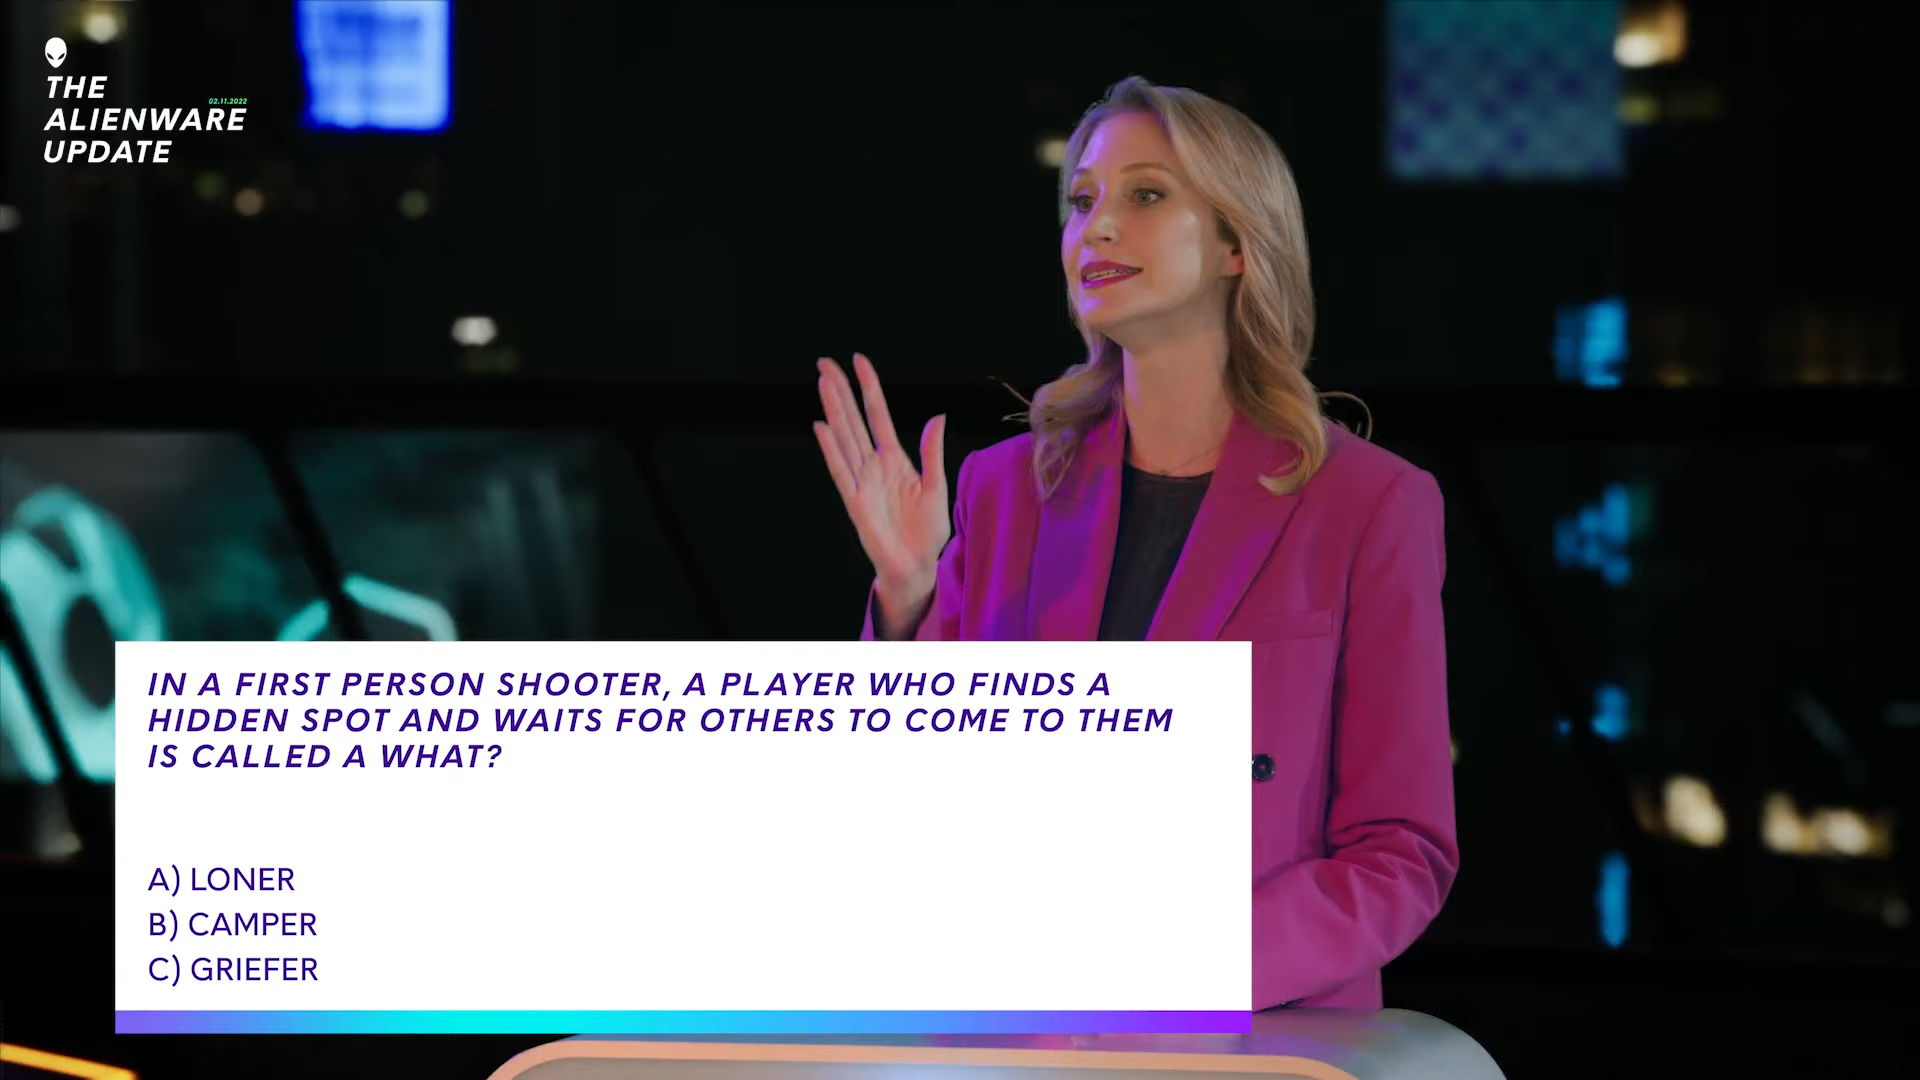 THE
02.11.2022
ALIENWARE
UPDATE
IN A FIRST PERSON SHOOTER, A PLAYER WHO FINDS A
HIDDEN SPOT AND WAITS FOR OTHERS TO COME TO THEM
IS CALLED A WHAT?
A) LONER
B) CAMPER
C) GRIEFER